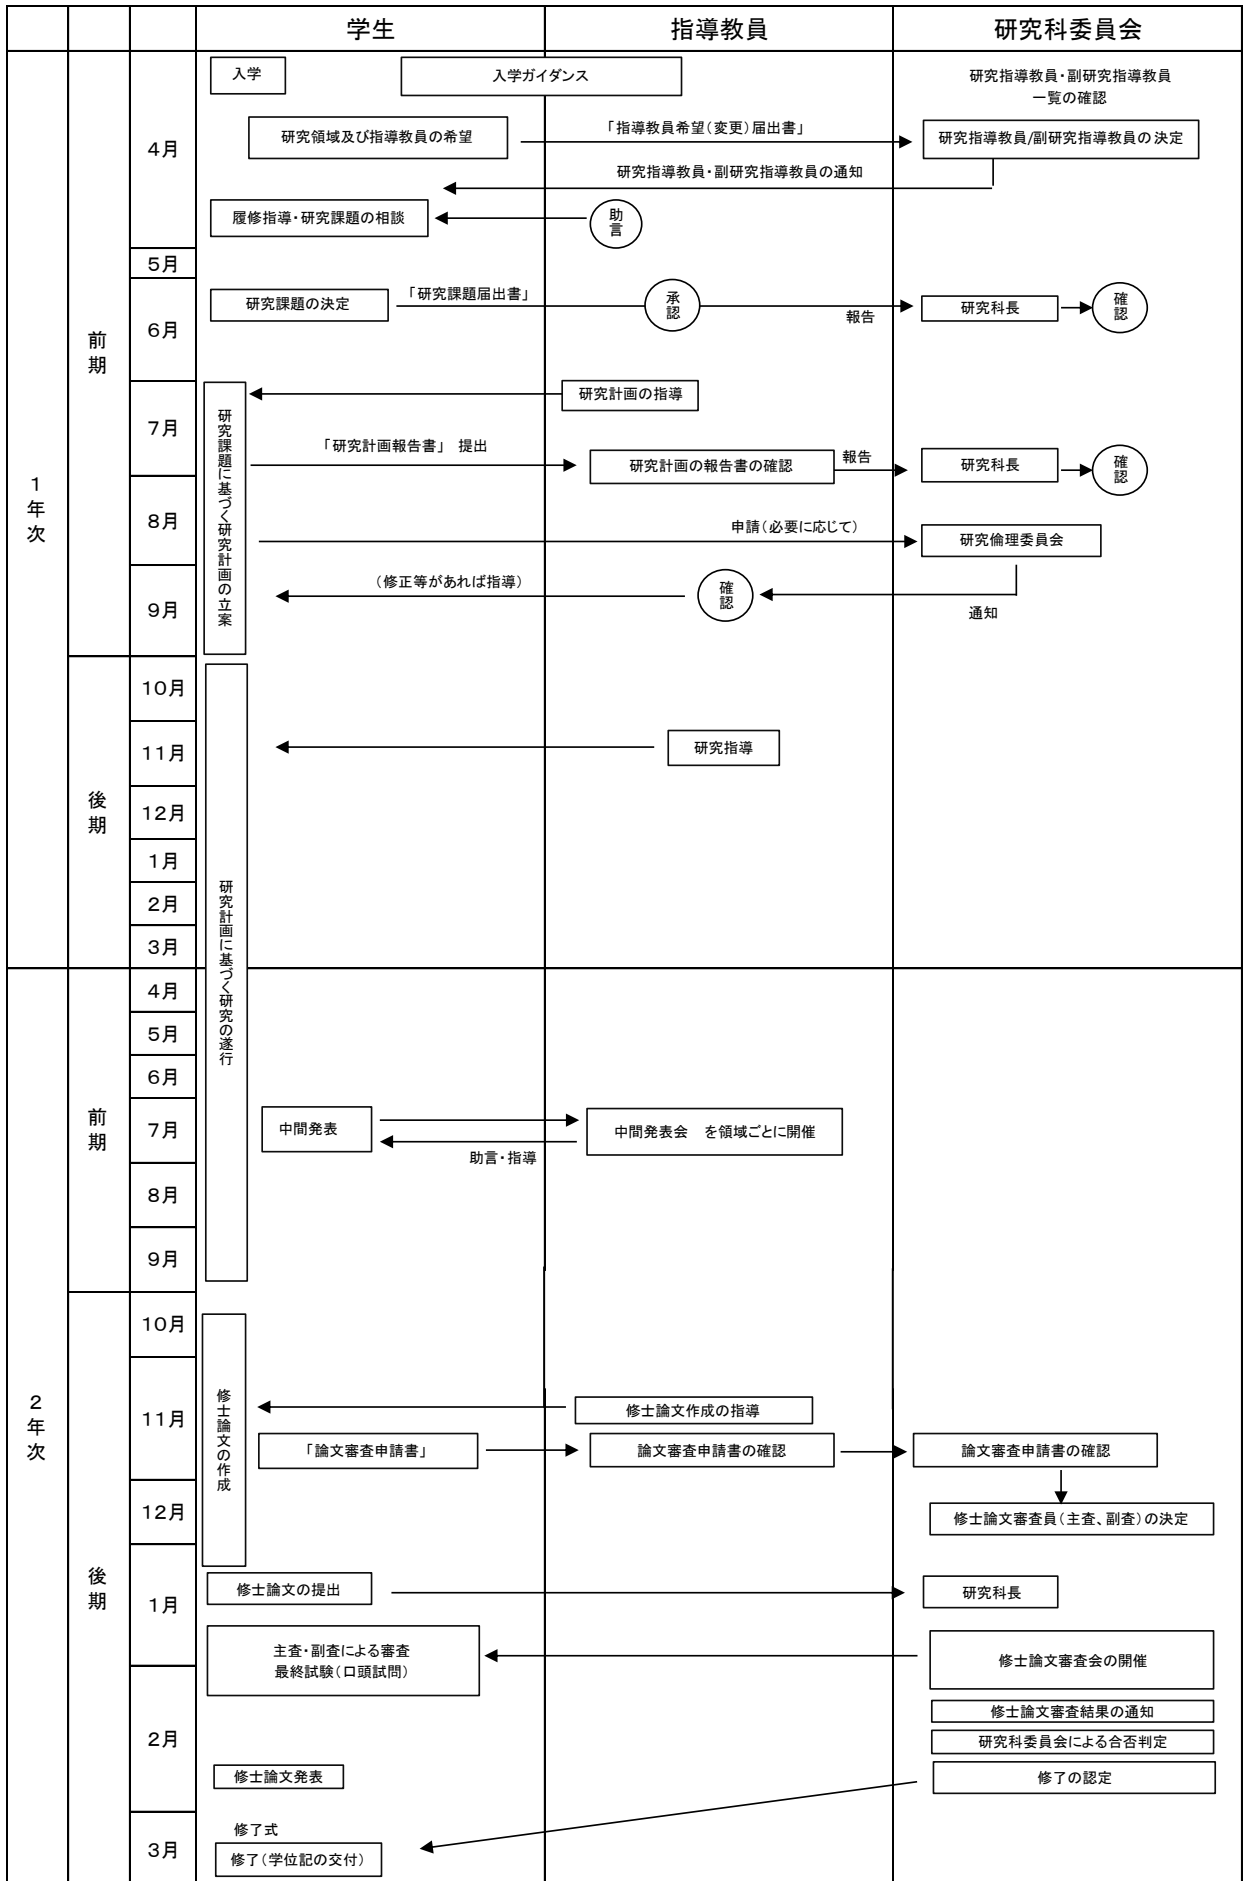 学生
指導教員
研究科委員会
1年次
前期
4月
入学
入学ガイダンス
研究指導教員・副研究指導教員
一覧の確認
研究領域及び指導教員の希望
「指導教員希望(変更)届出書」
研究指導教員/副研究指導教員の決定
研究指導教員・副研究指導教員の通知
履修指導・研究課題の相談
助言
5月
6月
研究課題の決定
「研究課題届出書」
承認
報告
研究科長
確認
7月
研究課題に基づく研究計画の立案
研究計画の指導
「研究計画報告書」 提出
研究計画の報告書の確認
報告
研究科長
確認
8月
申請(必要に応じて)
研究倫理委員会
9月
(修正等があれば指導)
確認
通知
後期
10月
研究計画に基づく研究の遂行
11月
研究指導
12月
1月
2月
3月
2年次
前期
4月
5月
6月
7月
中間発表
中間発表会 を領域ごとに開催
助言・指導
8月
9月
後期
10月
修士論文の作成
11月
修士論文作成の指導
「論文審査申請書」
論文審査申請書の確認
論文審査申請書の確認
12月
修士論文審査員(主査、副査)の決定
1月
修士論文の提出
研究科長
主査・副査による審査
最終試験(口頭試問)
修士論文審査会の開催
2月
修士論文審査結果の通知
研究科委員会による合否判定
修士論文発表
修了の認定
3月
修了式
修了(学位記の交付)